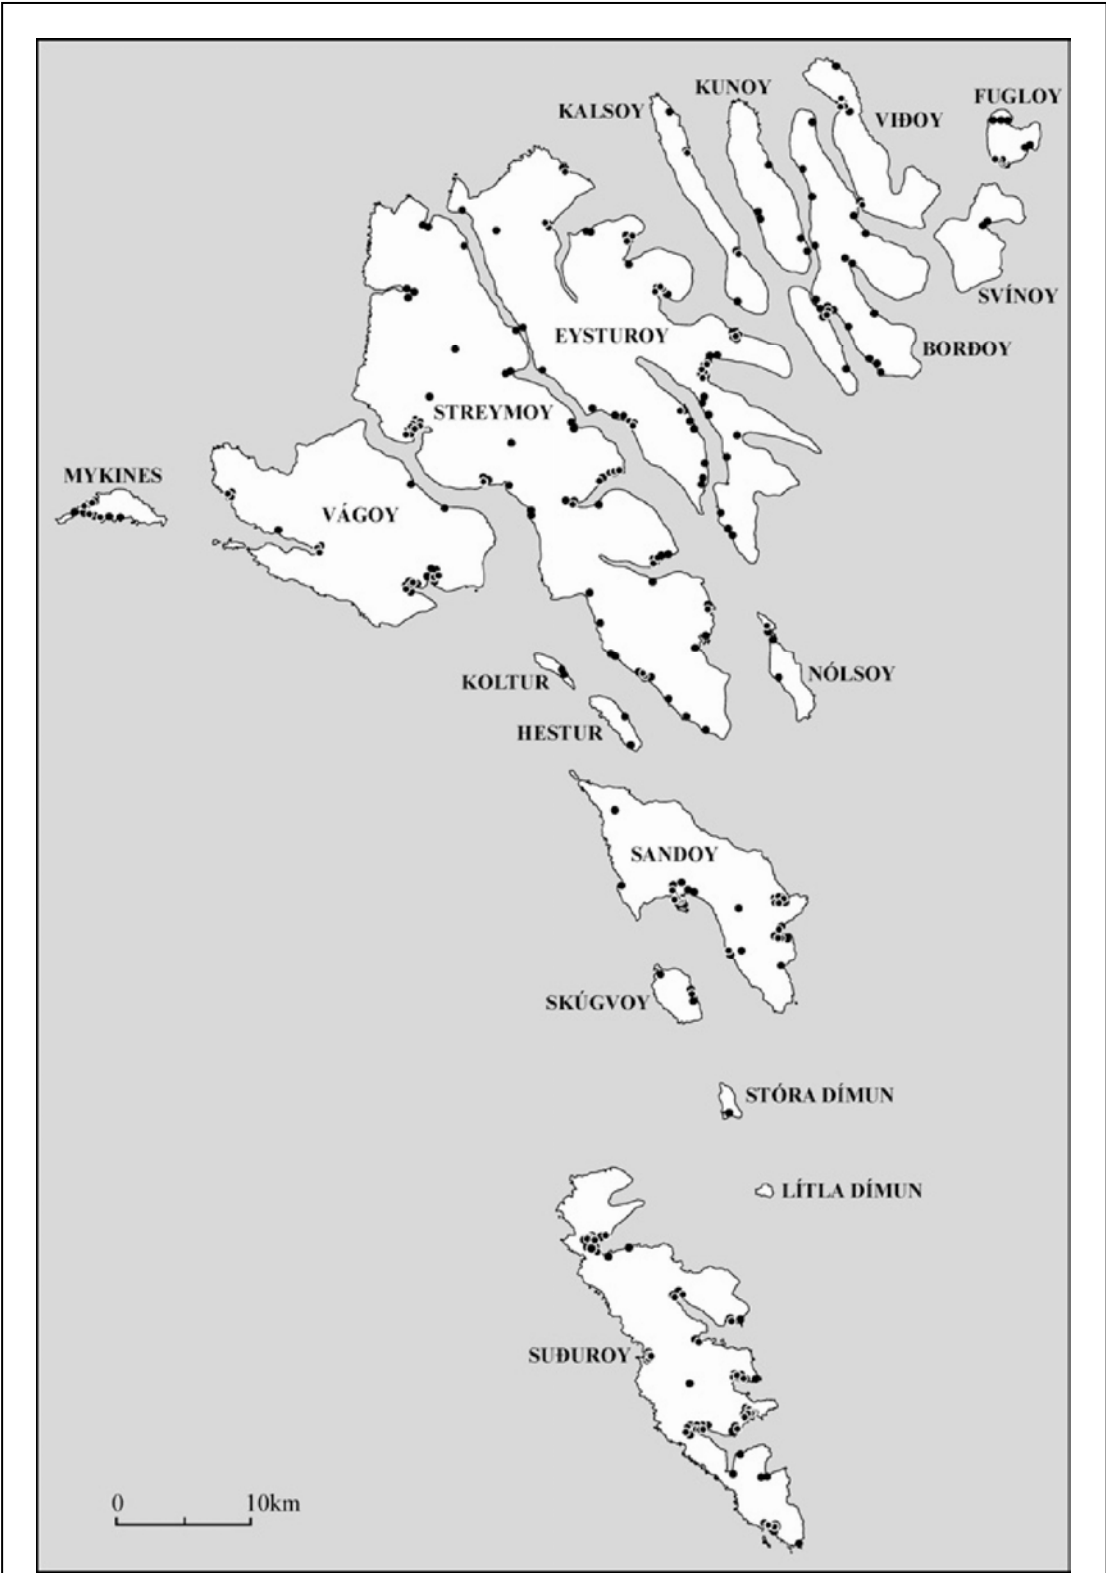 KUNOY
FUGLOY
KALSOY
VIÐOY
SVÍNOY
EYSTUROY
BORÐOY
STREYMOY
MYKINES
VÁGOY
KOLTUR
NÓLSOY
HESTUR
SANDOY
SKÚGVOY
STÓRA DÍMUN
LÍTLA DÍMUN
SUÐUROY
0 10km